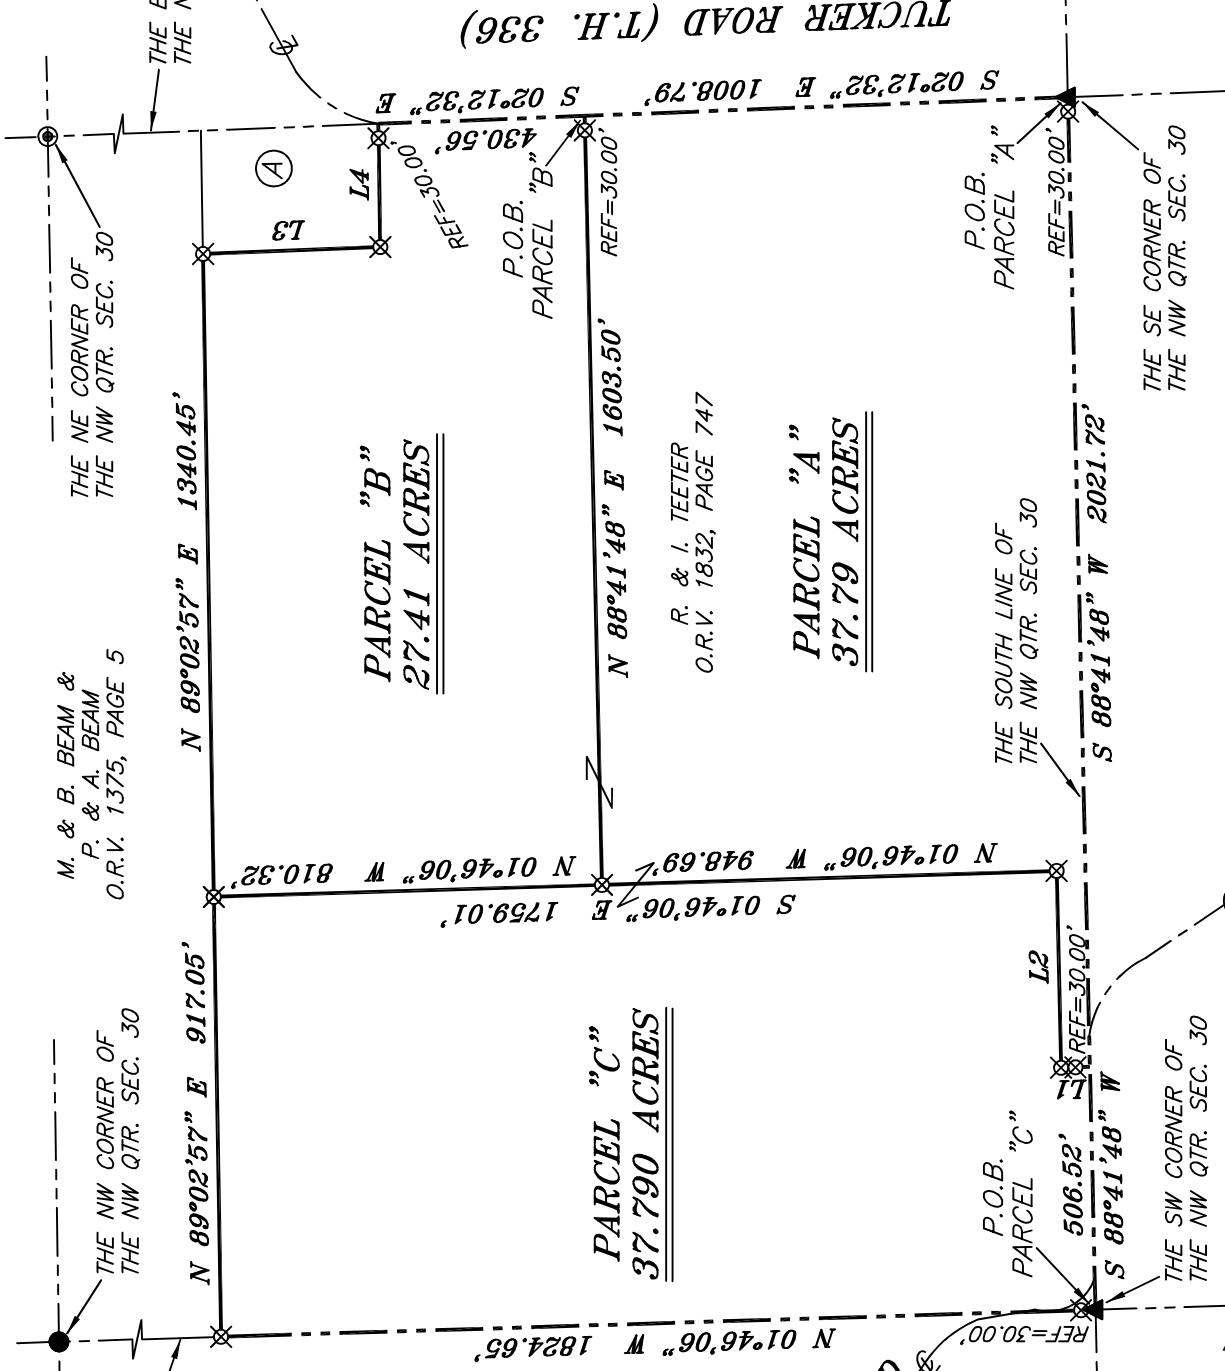 TUCKER ROAD (T.H. 336)
THE E
THE N
S 02°12'32" E 430.56'
S 02°12'32" E 1008.79'
THE NE CORNER OF
THE NW QTR. SEC. 30
A
L3
L4
REF=30.00'
P.O.B.
PARCEL "B"
REF=30.00'
P.O.B.
PARCEL "A"
REF=30.00'
THE SE CORNER OF
THE NW QTR. SEC. 30
N 89°02'57" E 1340.45'
PARCEL "B"
27.41 ACRES
N 88°41'48" E 1603.50'
R. & I. TEETER
O.R.V. 1832, PAGE 747
PARCEL "A"
37.79 ACRES
THE SOUTH LINE OF
THE NW QTR. SEC. 30
S 88°41'48" W 2021.72'
M. & B. BEAM &
P. & A. BEAM
O.R.V. 1375, PAGE 5
N 01°46'06" W 810.32'
N 01°46'06" W 948.69'
S 01°46'06" E 1759.01'
N 89°02'57" E 917.05'
THE NW CORNER OF
THE NW QTR. SEC. 30
PARCEL "C"
37.790 ACRES
L2
REF=30.00'
L1
P.O.B.
PARCEL "C"
506.52'
S 88°41'48" W
THE SW CORNER OF
THE NW QTR. SEC. 30
N 01°46'06" W 1824.65'
REF=30.00'